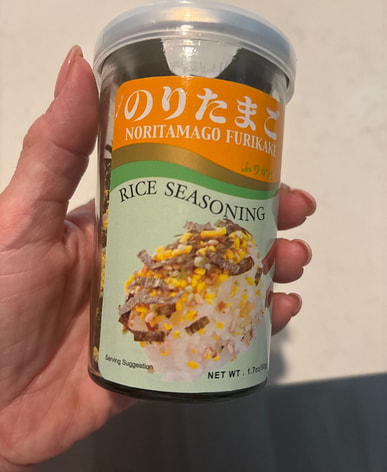 のりたまご
NORITAMAGO FURIKAKE
ふりかけ
RICE SEASONING
Serving Suggestion
NET WT. 1.7oz